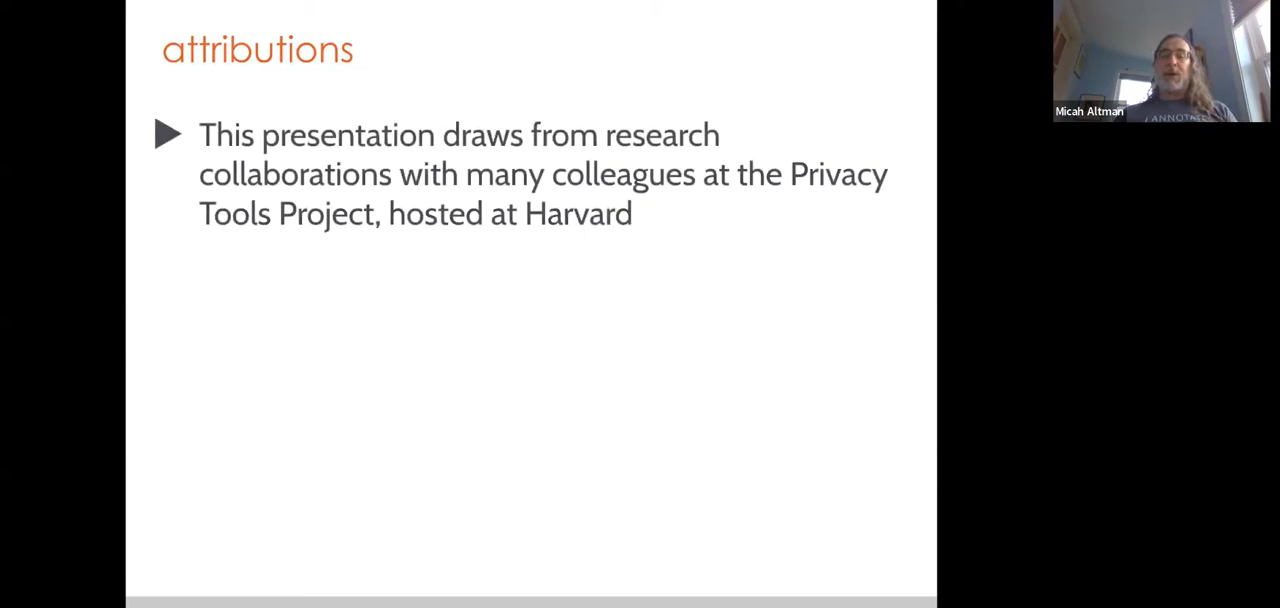 attributions
This presentation draws from research
collaborations with many colleagues at the Privacy
Tools Project, hosted at Harvard
Micah Altman
I ANNOTATE